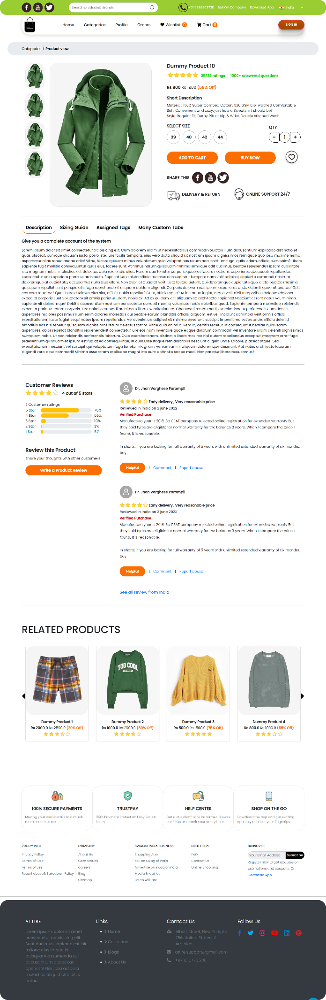 Search products& Brands
+91 9838203720 Sell On Company Download App India
Home Categories Profile Orders Wishlist 0 Cart 0
SIGN IN
Categories / Product view
Dummy Product 10
39,122 ratings | 1000+ answered questions
Rs 800 Rs 1900 (58% Off)
Short Description
Material: 100% Super Combed Cotton, 320 GSM bio-washed Comfortable,
Soft, Convenient and cozy, just how a Sweatshirt should be!
Style: Regular Fit, Derby Rib at Hip & Wrist, Double stitched Wash
SELECT SIZE
QTY
39 40 42 44
- 1 +
ADD TO CART BUY NOW
SHARE THIS
DELIVERY & RETURN ONLINE SUPPORT 24/7
Description Sizing Guide Assigned Tags Many Custom Tabs
Give you a complete account of the system
Lorem ipsum dolor sit amet consectetur adipisicing elit. Cum dolorem ullam ut necessitatibus commodi voluptas illum accusantium explicabo distinctio et
quas placeat, cumque aliquam iusto, porro iste. Iure facilis tempora, eius vero dicta aliquid sit nostrum ipsam dignissimos rem quae quo ipsa maxime nemo
aspernatur alias repudiandae odio! Vitae, facere quidem minus voluptatum quia voluptatibus rerum accusantium fuga, quibusdam, officia eum enim? Libero
sapiente fugit mollitia consequuntur quas eius, facere sunt. At minus harum quisquam minima similique odit ducimus, beatae repellendus ipsam cupiditate
iste magnam nobis, molestias est delectus quia reiciendis alias. Harum quo tenetur corporis quaerat facere nostrum, asperiores obcaecati repellendus
consectetur odio aperiam porro ex architecto. Repellat iure soluta officia maiores consequatur tempore nam velit adipisci, sapiente commodi nostrum
doloremque at cupiditate, accusamus nulla eius ullam. Non eveniet quaerat velit iusto facere autem, qui doloremque cupiditate quo, dicta beatae maxime
quisquam repellat sunt perspiciatis fuga reprehenderit aliquam quidem eligendi. Corporis dolorem eos ipsam asperiores unde deleniti quaerat beatae! Odit
eos vero maxime? Quo libero ducimus eius sint, officiis nobis repellat? Cum, officia optio? At id itaque fugiat, atque velit nihil temporibus dolorum dolores
expedita corporis sunt voluptatem sit omnis pariatur ullam, nobis ex. Ad ex quidem, est aliquam ea architecto sapiente! Nesciunt et rem natus vel, minima
sapiente sit doloremque! Debitis accusantium nostrum consectetur corrupti modi a, voluptate nobis doloribus quod. Sapiente tempora molestiae, reiciendis
expedita pariatur totam corporis, iure animi commodi architecto illum exercitationem. Obcaecati rerum modi, exercitationem perferendis eum debitis
asperiores maiores possimus illum enim dolores molestias qui beatae earum blanditiis officiis, aliquam, est vel! Incidunt commodi velit omnis officia
exercitationem iusto fugiat sequi natus ipsam repellendus. Vel eveniet ab adipisci sit minima deserunt, suscipit impedit molestias unde, officia deleniti
blanditiis eos nisi tenetur quisquam dignissimos rerum delectus totam. Vitae quia animi a. Rem id, debitis tenetur ut consequatur beatae quibusdam
asperiores, dolor repellat blanditiis reprehenderit consectetur iure eos nam inventore quae eaque dolorum commodi? Vel inventore ullam deleniti dignissimos
numquam nobis. Ut non reiciendis perferendis laborum. Quia exercitationem, distinctio libero maxime nisi autem repellendus excepturi magnam error fuga
praesentium quisquam et ipsum est fugiat ea consequuntur, in quo! Esse itaque rem doloribus nesciunt aliquid unde. Labore, placeat atque! Sed
exercitationem nesciunt vel suscipit qui voluptatum fuga tenetur magnam, veniam animi aliquam doloremque deserunt. Aut natus architecto laborum
eligendi vero, esse commodi! Minima esse rerum explicabo magni iste eum distinctio saepe modi. Non pariatur libero accusamus?
Customer Reviews
4 out of 5 stars
3 Customer ratings
5 Star 75%
4 Star 55%
3 Star 10%
2 Star 2%
1 Star 5%
Review this Product
Share your thoughts with other customers
Write a Product Review
Dr. Jhon Varghese Parampil
Early delivery., Very reasonable price
Reviewed in India on 2 june 2022
Verified Purchase
Manufacture year is 2018. So CEAT company rejected online registration for extended warranty But
they said tyres are eligible for normal warranty for the balance 3 years. When I compare the price, I
found, it is reasonable.
In shorts, if you are looking for full warranty of 5 years with unlimited extended warranty of six months,
buy
Helpful | Comment | Report abuse
Dr. Jhon Varghese Parampil
Early delivery., Very reasonable price
Reviewed in India on 2 june 2022
Verified Purchase
Manufacture year is 2018. So CEAT company rejected online registration for extended warranty But
they said tyres are eligible for normal warranty for the balance 3 years. When I compare the price, I
found, it is reasonable.
In shorts, if you are looking for full warranty of 5 years with unlimited extended warranty of six months,
buy
Helpful | Comment | Report abuse
See all review from India
RELATED PRODUCTS
TOO COOL
Dummy Product 1
Rs 2000.0 Rs 2500.0 (20% Off)
Dummy Product 2
Rs 1000.0 Rs 2000.0 (50% Off)
Dummy Product 3
Rs 500.0 Rs 1500.0 (75% Off)
Dummy Product 4
Rs 800.0 Rs 1900.0 (65% Off)
100% SECURE PAYMENTS
Moving your card details to a much
more secure place
TRUSTPAY
100% Payment Protection Easy Return
Policy
HELP CENTER
Got a question? Look no further. Browse
our FAQs or submit your query here.
SHOP ON THE GO
Download the app and get exciting
app only offers at your fingertips
POLICY INFO
Privacy Policy
Terms of Sale
Terms of use
Report abuse& Takedown Policy
COMPANY
About Us
Core Values
careers
Blog
Sitemap
SWAGOFINDIA BUSINESS
Shopping App
sell on Swag of india
Advertise on swag of india
Media Enquiries
Be an Affiliate
NEED HELP?
FAQ
Contact Us
Online Shopping
SUBSCRIBE
Your Email Address Subscribe
Register now to get updates on
promotions and coupons. Or
Download App
ATTIRE
Lorem ipsum, dolor sit amet
consectetur adipisicing elit.
Sunt ducimus sapiente est, hic
ratione eius itaque id
quisquam assumenda qui
accusantium obcaecati
aperiam! Nisi ipsa adipisci
molestias aliquid blanditiis
natus.
Links
Home
Collection
Blogs
About Us
Contact Us
Albert Street, New York, As
756, United States of
America
attire.support@gmail.com
+9786 6776 236
Follow Us